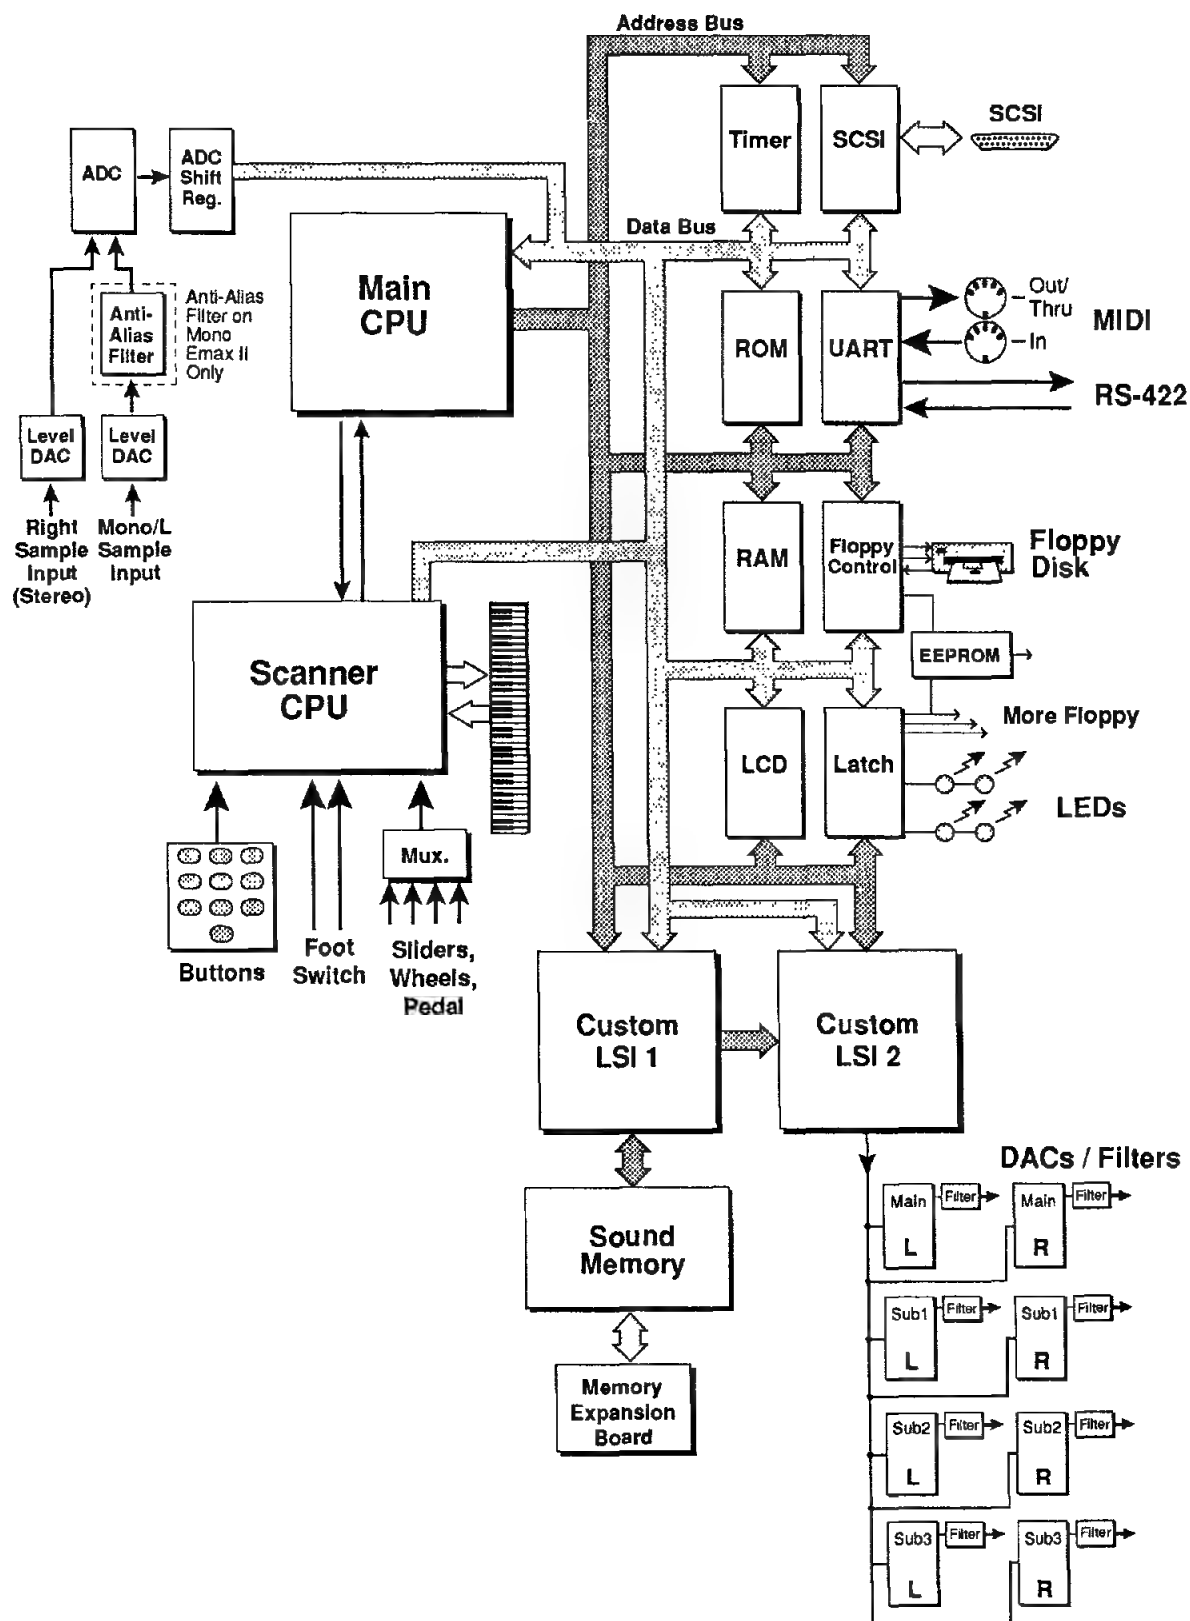 Address Bus
Timer
SCSI
SCSI
ADC
ADC
Shift
Reg.
Data Bus
Main
CPU
Anti-
Alias
Filter
Anti-Alias
Filter on
Mono
Emax II
Only
ROM
UART
Out/
Thru
In
MIDI
RS-422
Level
DAC
Level
DAC
Right
Sample
Input
(Stereo)
Mono/L
Sample
Input
RAM
Floppy
Control
Floppy
Disk
Scanner
CPU
EEPROM
More Floppy
LCD
Latch
LEDs
Mux.
Buttons
Foot
Switch
Sliders,
Wheels,
Pedal
Custom
LSI 1
Custom
LSI 2
DACs / Filters
Sound
Memory
Memory
Expansion
Board
Main
L
Filter
Main
R
Filter
Sub1
L
Filter
Sub1
R
Filter
Sub2
L
Filter
Sub2
R
Filter
Sub3
L
Filter
Sub3
R
Filter